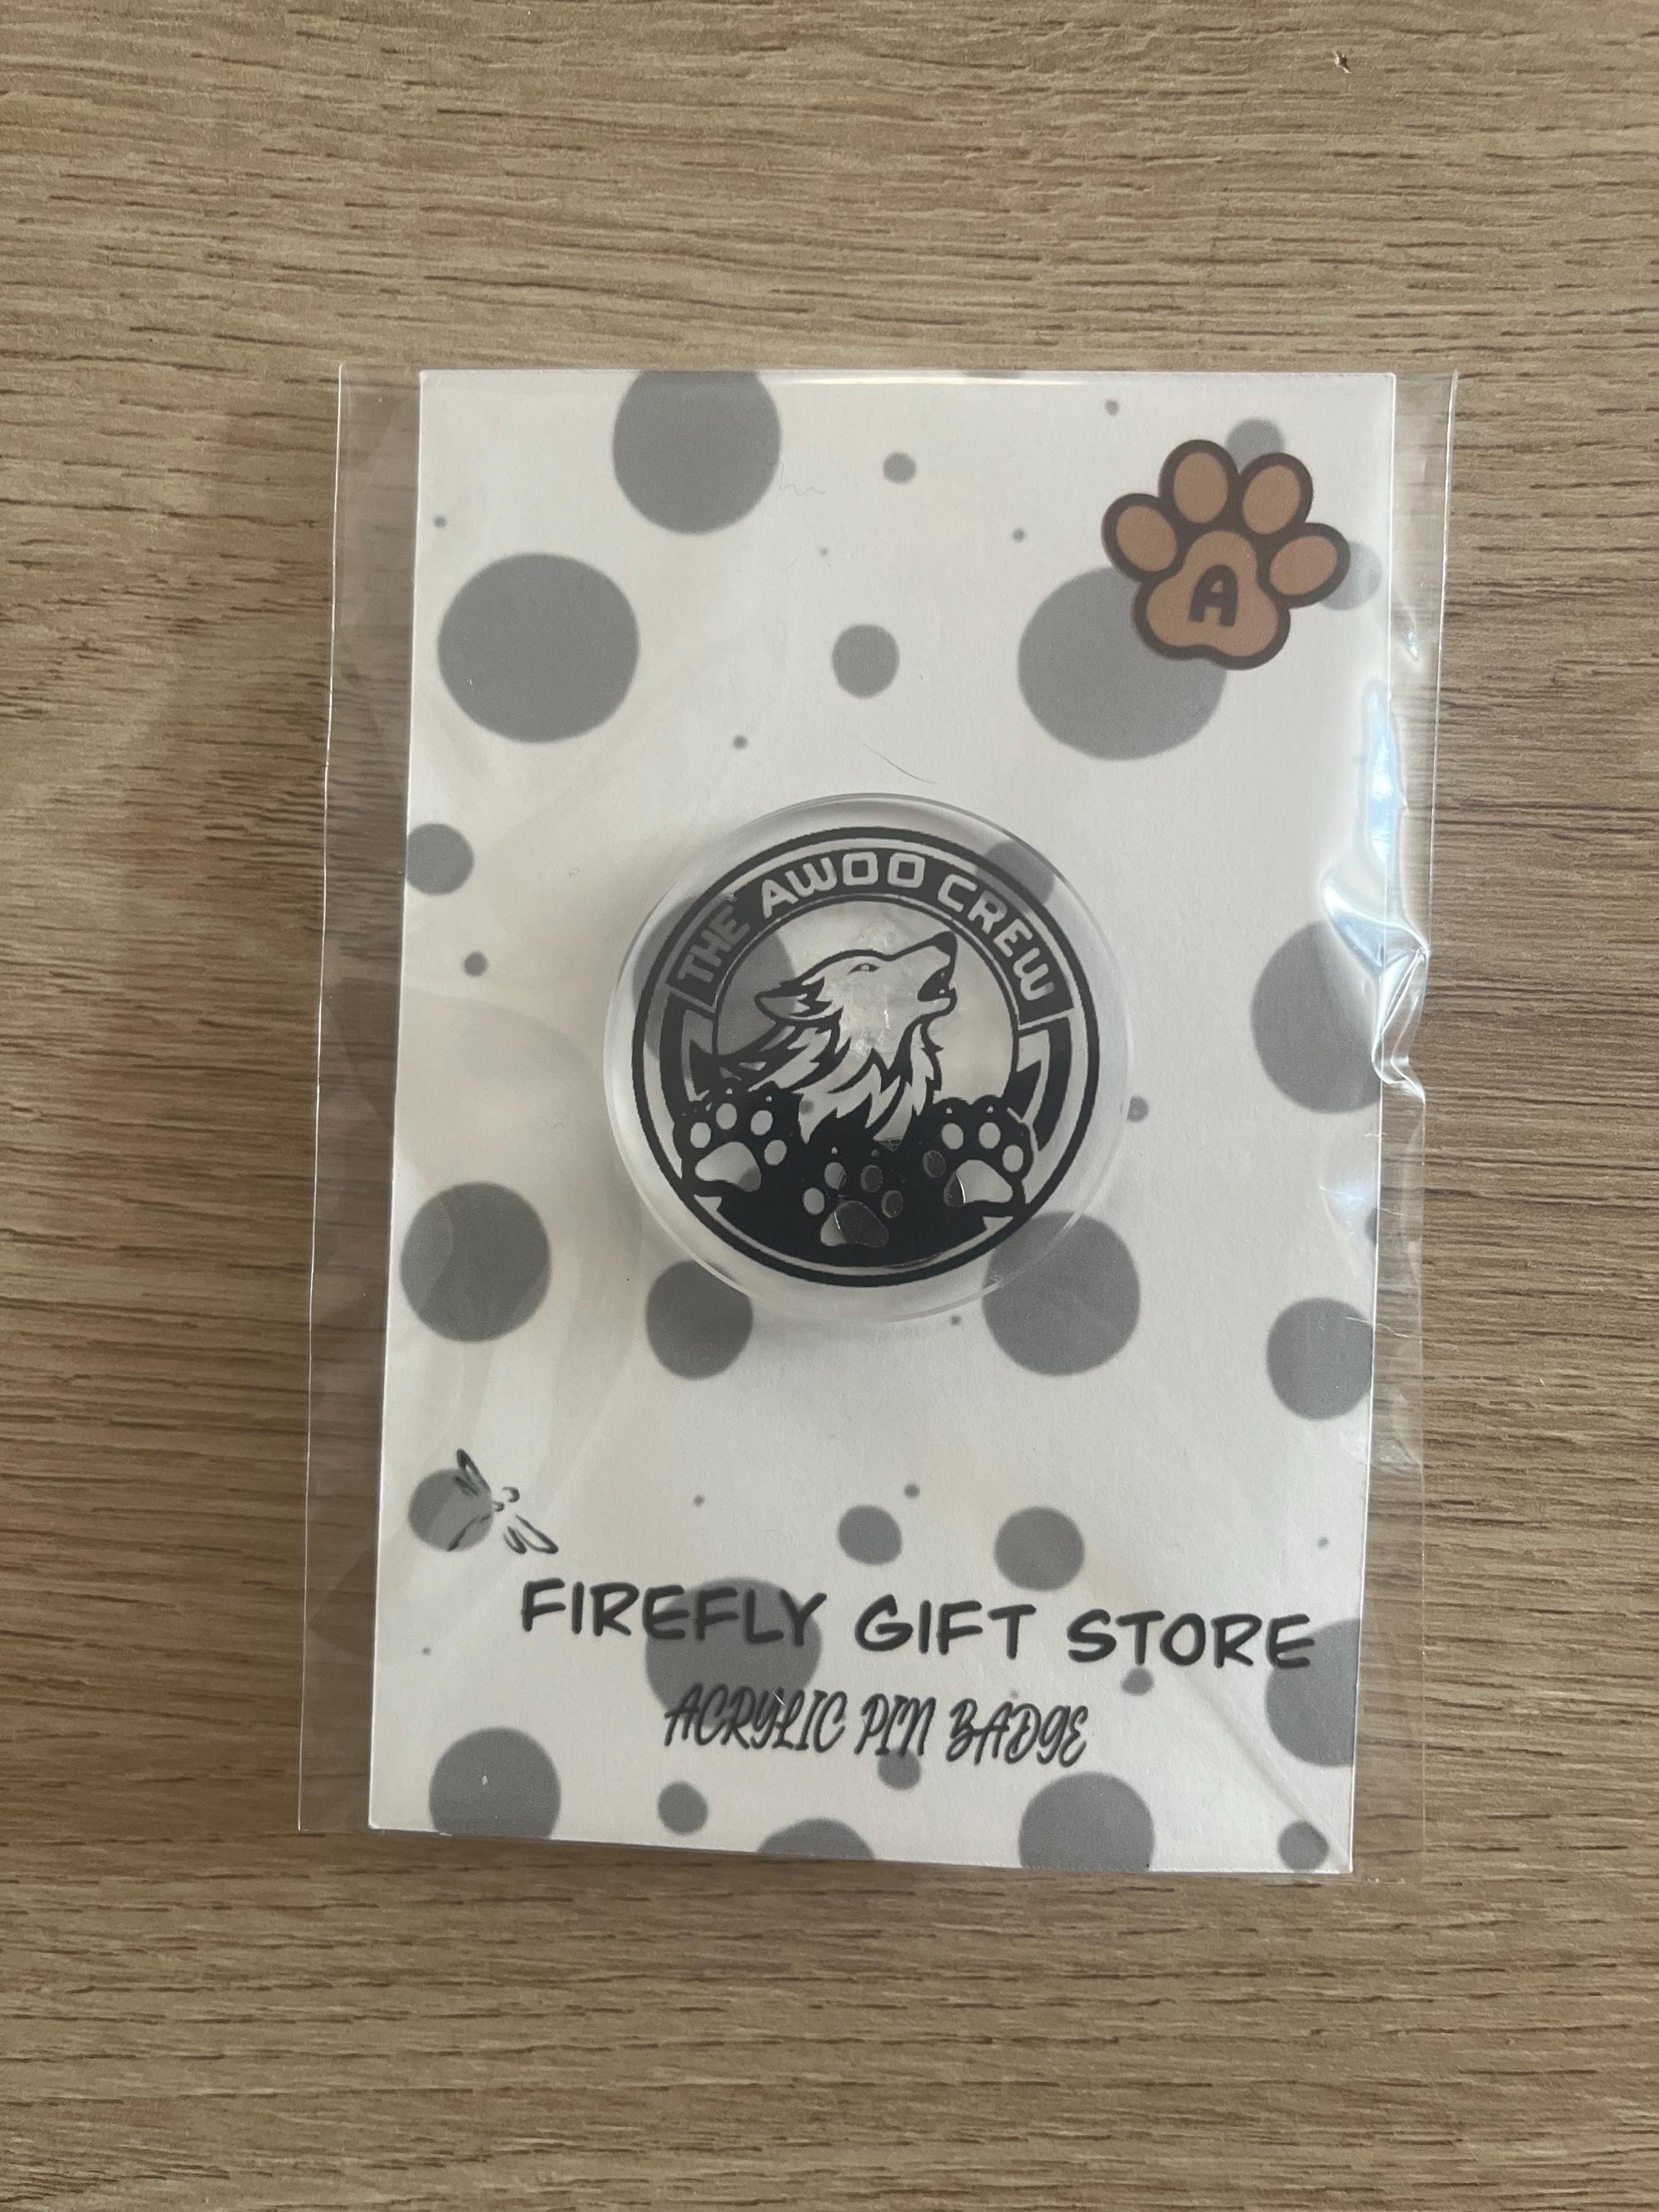 A
THE AWOO CREW
FIREFLY GIFT STORE
ACRYLIC PIN BADGE